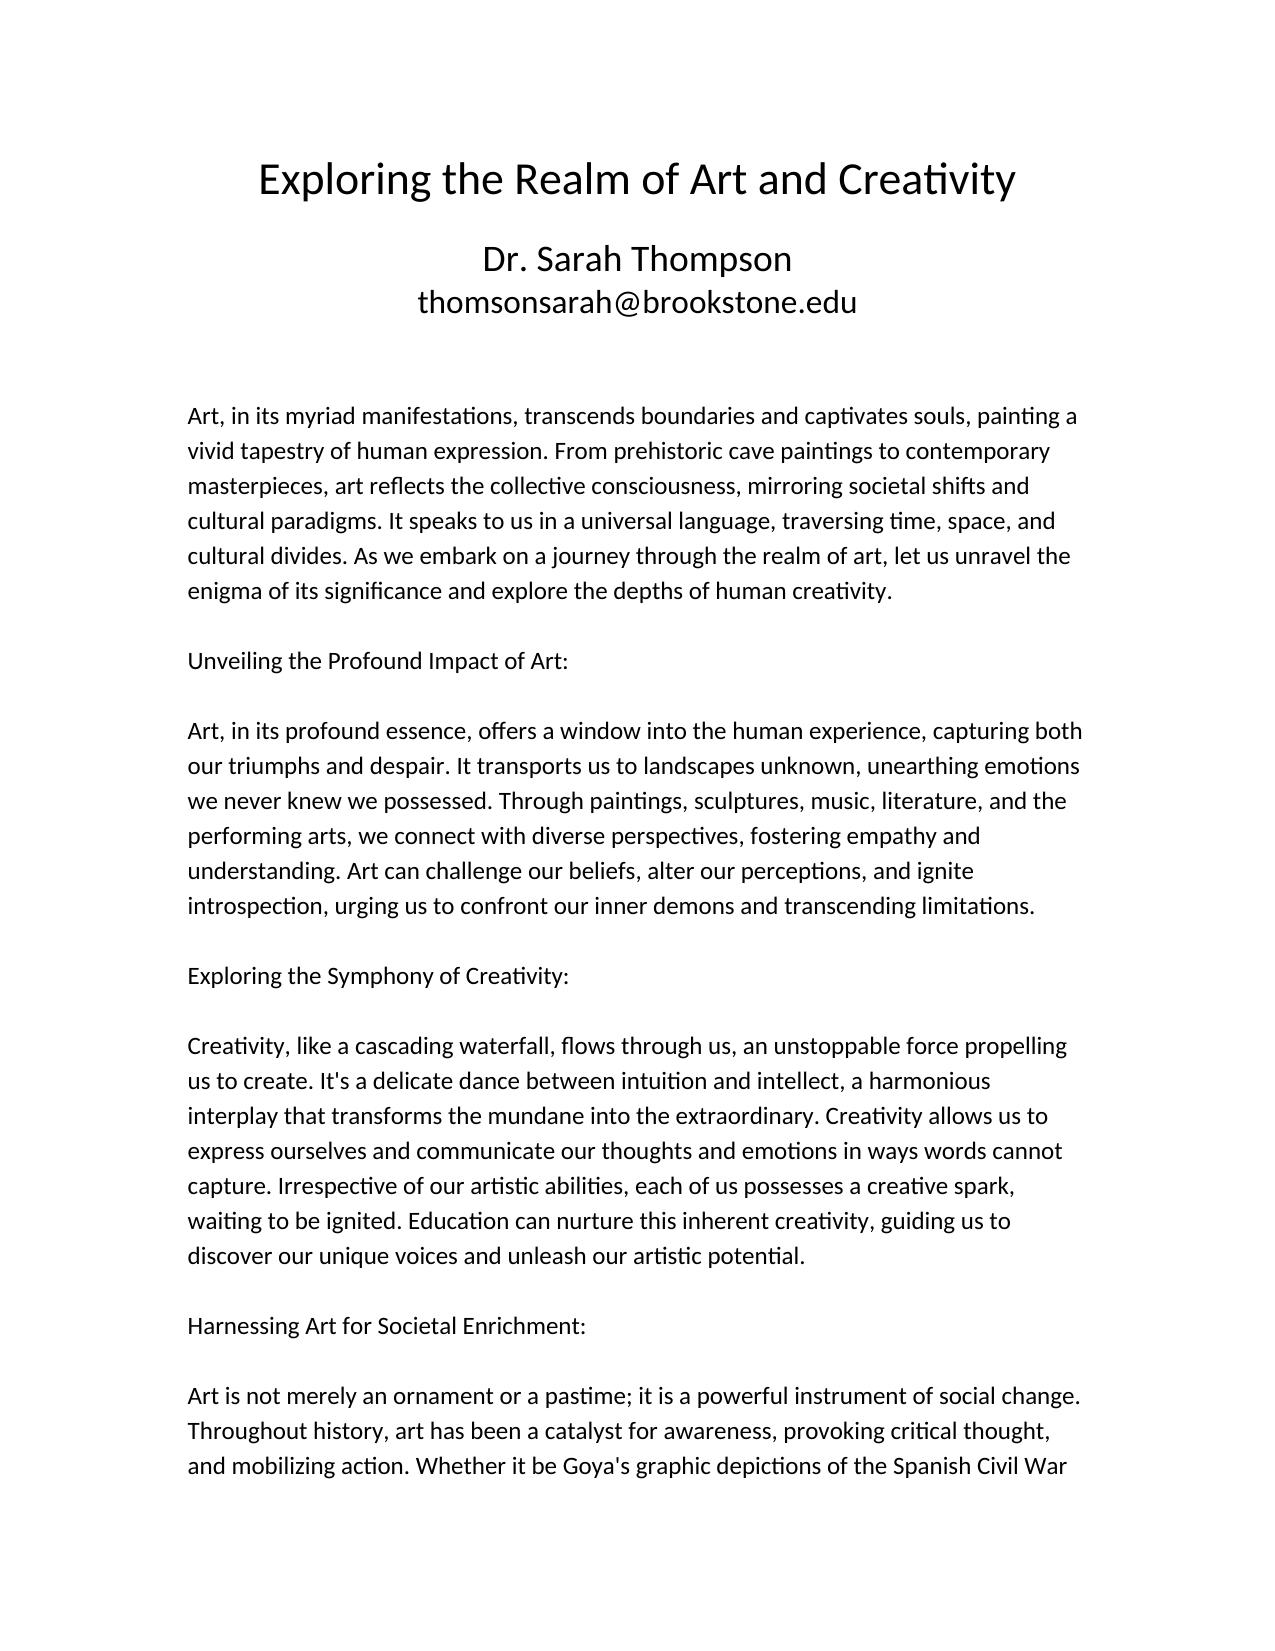 Exploring the Realm of Art and Creativity
Dr. Sarah Thompson
thomsonsarah@brookstone.edu
Art, in its myriad manifestations, transcends boundaries and captivates souls, painting a
vivid tapestry of human expression. From prehistoric cave paintings to contemporary
masterpieces, art reflects the collective consciousness, mirroring societal shifts and
cultural paradigms. It speaks to us in a universal language, traversing time, space, and
cultural divides. As we embark on a journey through the realm of art, let us unravel the
enigma of its significance and explore the depths of human creativity.
Unveiling the Profound Impact of Art:
Art, in its profound essence, offers a window into the human experience, capturing both
our triumphs and despair. It transports us to landscapes unknown, unearthing emotions
we never knew we possessed. Through paintings, sculptures, music, literature, and the
performing arts, we connect with diverse perspectives, fostering empathy and
understanding. Art can challenge our beliefs, alter our perceptions, and ignite
introspection, urging us to confront our inner demons and transcending limitations.
Exploring the Symphony of Creativity:
Creativity, like a cascading waterfall, flows through us, an unstoppable force propelling
us to create. It's a delicate dance between intuition and intellect, a harmonious
interplay that transforms the mundane into the extraordinary. Creativity allows us to
express ourselves and communicate our thoughts and emotions in ways words cannot
capture. Irrespective of our artistic abilities, each of us possesses a creative spark,
waiting to be ignited. Education can nurture this inherent creativity, guiding us to
discover our unique voices and unleash our artistic potential.
Harnessing Art for Societal Enrichment:
Art is not merely an ornament or a pastime; it is a powerful instrument of social change.
Throughout history, art has been a catalyst for awareness, provoking critical thought,
and mobilizing action. Whether it be Goya's graphic depictions of the Spanish Civil War